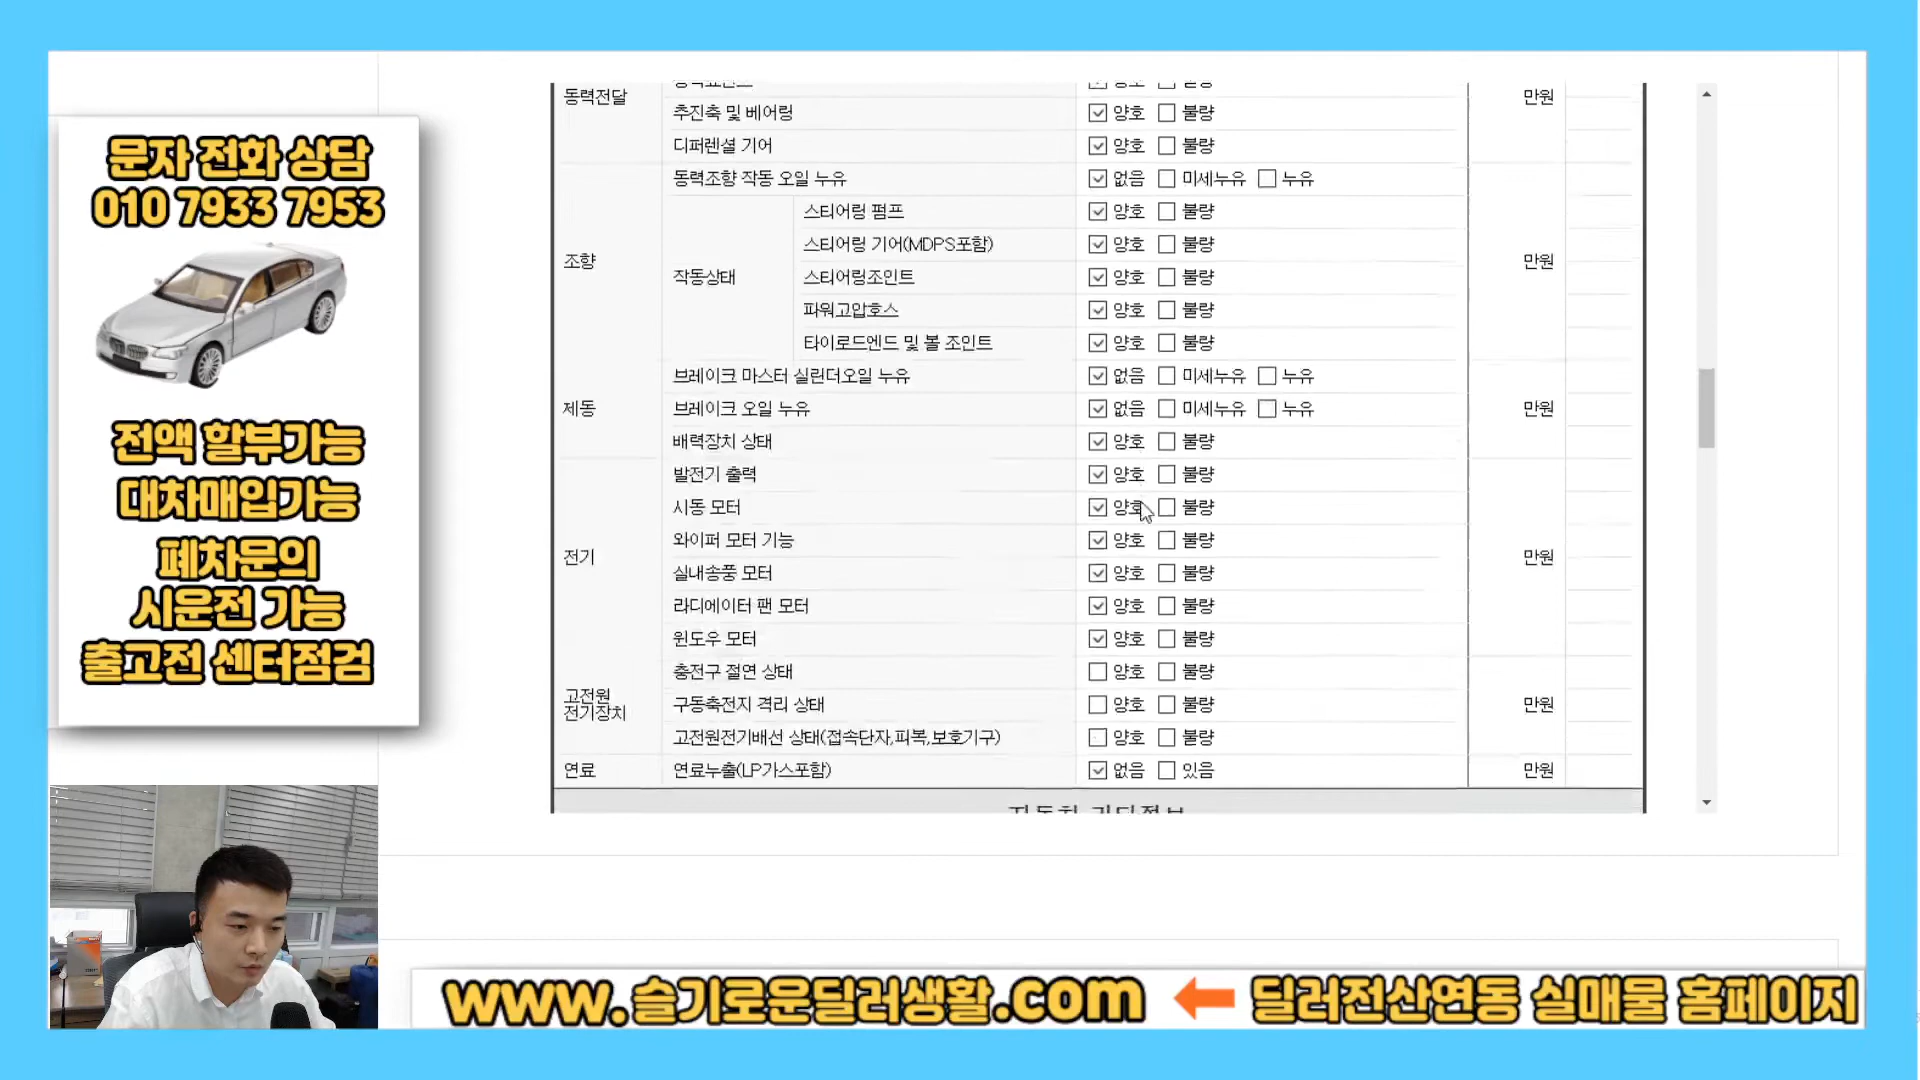 문자 전화 상담
010 7933 7953
전액 할부가능
대차매입가능
폐차문의
시운전 가능
출고전 센터점검
동력전달
만원
추진축 및 베어링 양호 불량
디퍼렌셜 기어 양호 불량
조향
동력조향 작동 오일 누유 없음 미세누유 누유
작동상태
스티어링 펌프 양호 불량
스티어링 기어(MDPS포함) 양호 불량
스티어링조인트 양호 불량
파워고압호스 양호 불량
타이로드엔드 및 볼 조인트 양호 불량
만원
제동
브레이크 마스터 실린더오일 누유 없음 미세누유 누유
브레이크 오일 누유 없음 미세누유 누유
배력장치 상태 양호 불량
만원
전기
발전기 출력 양호 불량
시동 모터 양호 불량
와이퍼 모터 기능 양호 불량
실내송풍 모터 양호 불량
라디에이터 팬 모터 양호 불량
윈도우 모터 양호 불량
만원
고전원
전기장치
충전구 절연 상태 양호 불량
구동축전지 격리 상태 양호 불량
고전원전기배선 상태(접속단자,피복,보호기구) 양호 불량
만원
연료
연료누출(LP가스포함) 없음 있음
만원
www.슬기로운딜러생활.com
딜러전산연동 실매물 홈페이지